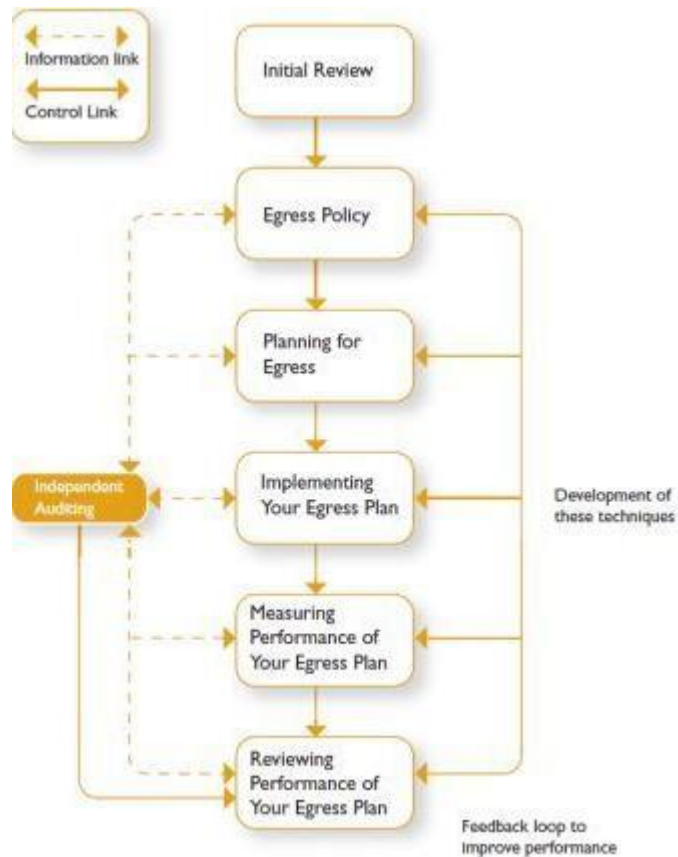 Information link
Control Link
Initial Review
Egress Policy
Planning for
Egress
Independent
Auditing
Implementing
Your Egress Plan
Development of
these techniques
Measuring
Performance of
Your Egress Plan
Reviewing
Performance of
Your Egress Plan
Feedback loop to
improve performance